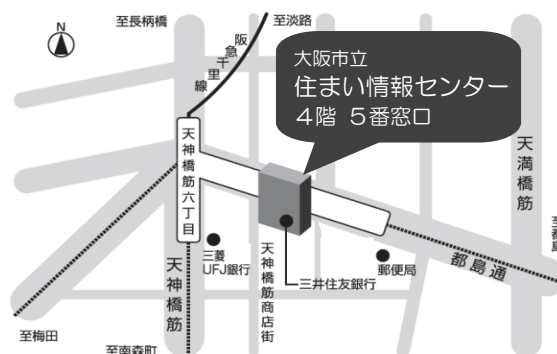 至長柄橋
至淡路
N
阪急千里線
大阪市立
住まい情報センター
4階 5番窓口
天神橋筋六丁目
天満橋筋
至都島
三菱
UFJ銀行
郵便局
都島通
三井住友銀行
天神橋筋
天神橋筋商店街
至梅田
至南森町